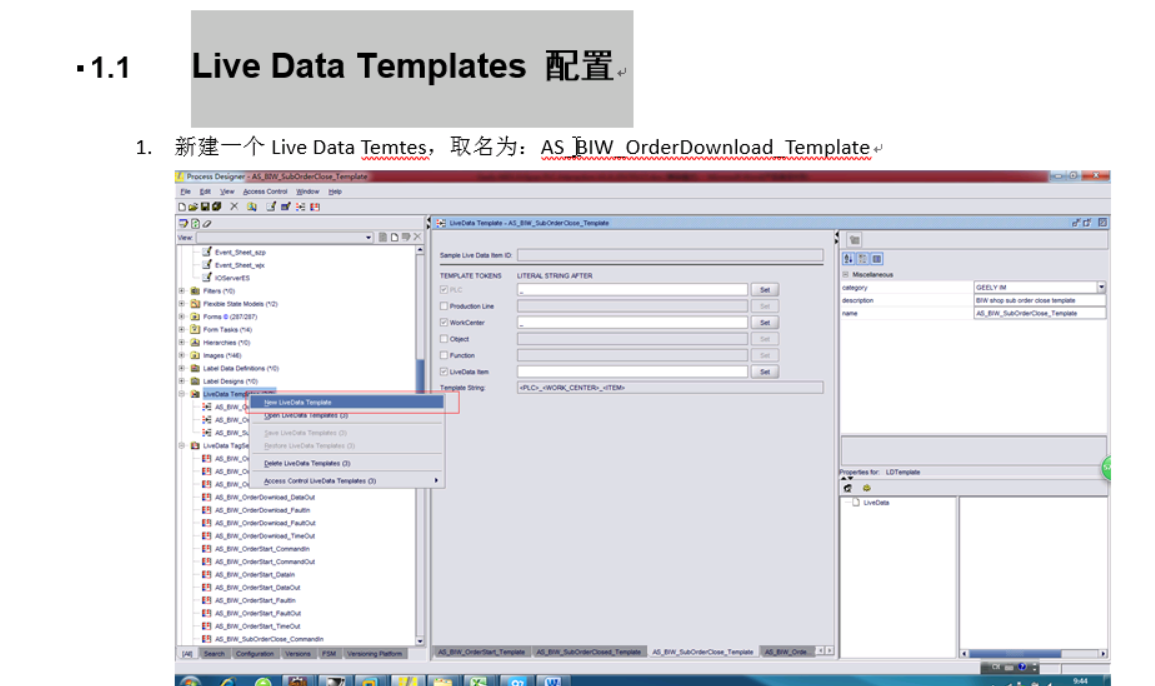 1.1 Live Data Templates 配置
1. 新建一个 Live Data Temtes，取名为：AS_BIW_OrderDownload_Template
Process Designer - AS_BIW_SubOrderClose_Template
File Edit View Access Control Window Help
View:
Event_Sheet_szp
Event_Sheet_wjx
IOServerES
Filters (*/0)
Flexible State Models (*/2)
Forms (287/287)
Form Tasks (*/4)
Hierarchies (*/0)
Images (*/46)
Label Data Definitions (*/0)
Label Designs (*/0)
LiveData Temp
AS_BIW_O
AS_BIW_O
AS_BIW_Su
LiveData TagSe
AS_BIW_O
AS_BIW_O
AS_BIW_O
AS_BIW_OrderDownload_DataOut
AS_BIW_OrderDownload_FaultIn
AS_BIW_OrderDownload_FaultOut
AS_BIW_OrderDownload_TimeOut
AS_BIW_OrderStart_CommandIn
AS_BIW_OrderStart_CommandOut
AS_BIW_OrderStart_DataIn
AS_BIW_OrderStart_DataOut
AS_BIW_OrderStart_FaultIn
AS_BIW_OrderStart_FaultOut
AS_BIW_OrderStart_TimeOut
AS_BIW_SubOrderClose_CommandIn
[All] Search Configuration Versions FSM Versioning Platform
New LiveData Template
Open LiveData Templates (3)
Save LiveData Templates (3)
Restore LiveData Templates (3)
Delete LiveData Templates (3)
Access Control LiveData Templates (3)
LiveData Template - AS_BIW_SubOrderClose_Template
Sample Live Data Item ID:
TEMPLATE TOKENS LITERAL STRING AFTER
PLC _ Set
Production Line Set
WorkCenter _ Set
Object Set
Function Set
LiveData Item Set
Template String: <PLC>_<WORK_CENTER>_<ITEM>
AS_BIW_OrderStart_Template AS_BIW_SubOrderClosed_Template AS_BIW_SubOrderClose_Template AS_BIW_Orde...
Miscellaneous
category GEELY IM
description BIW shop sub order close template
name AS_BIW_SubOrderClose_Template
Properties for: LDTemplate
LiveData
CH
9:44